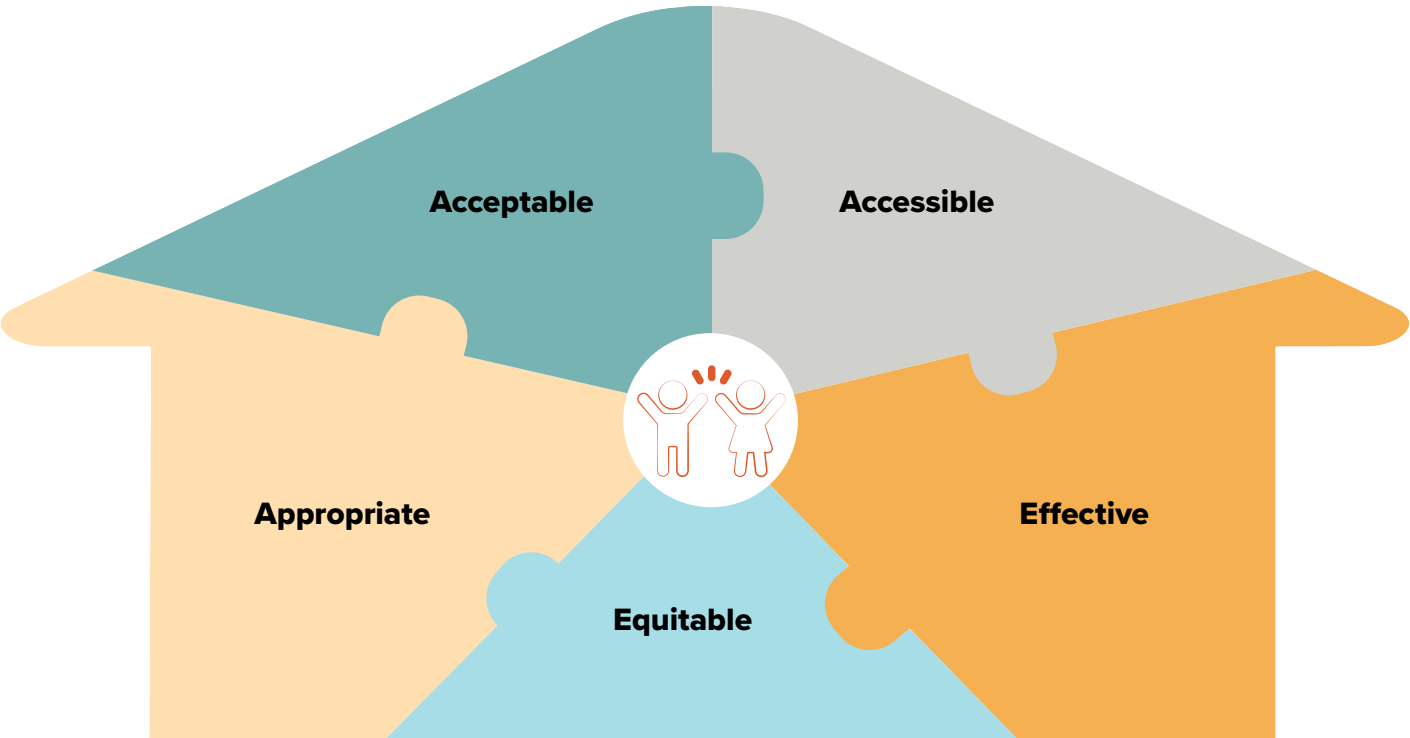 Acceptable
Accessible
Appropriate
Effective
Equitable